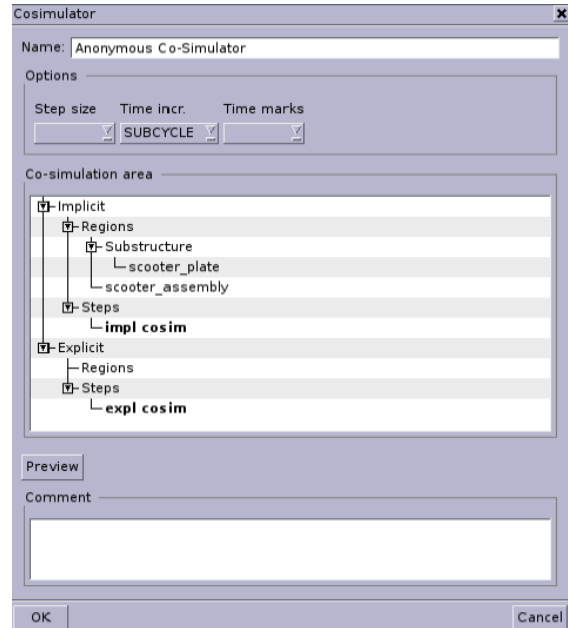 Cosimulator
Name: Anonymous Co-Simulator
Options
Step size Time incr. Time marks
SUBCYCLE
Co-simulation area
Implicit
Regions
Substructure
scooter_plate
scooter_assembly
Steps
impl cosim
Explicit
Regions
Steps
expl cosim
Preview
Comment
OK Cancel